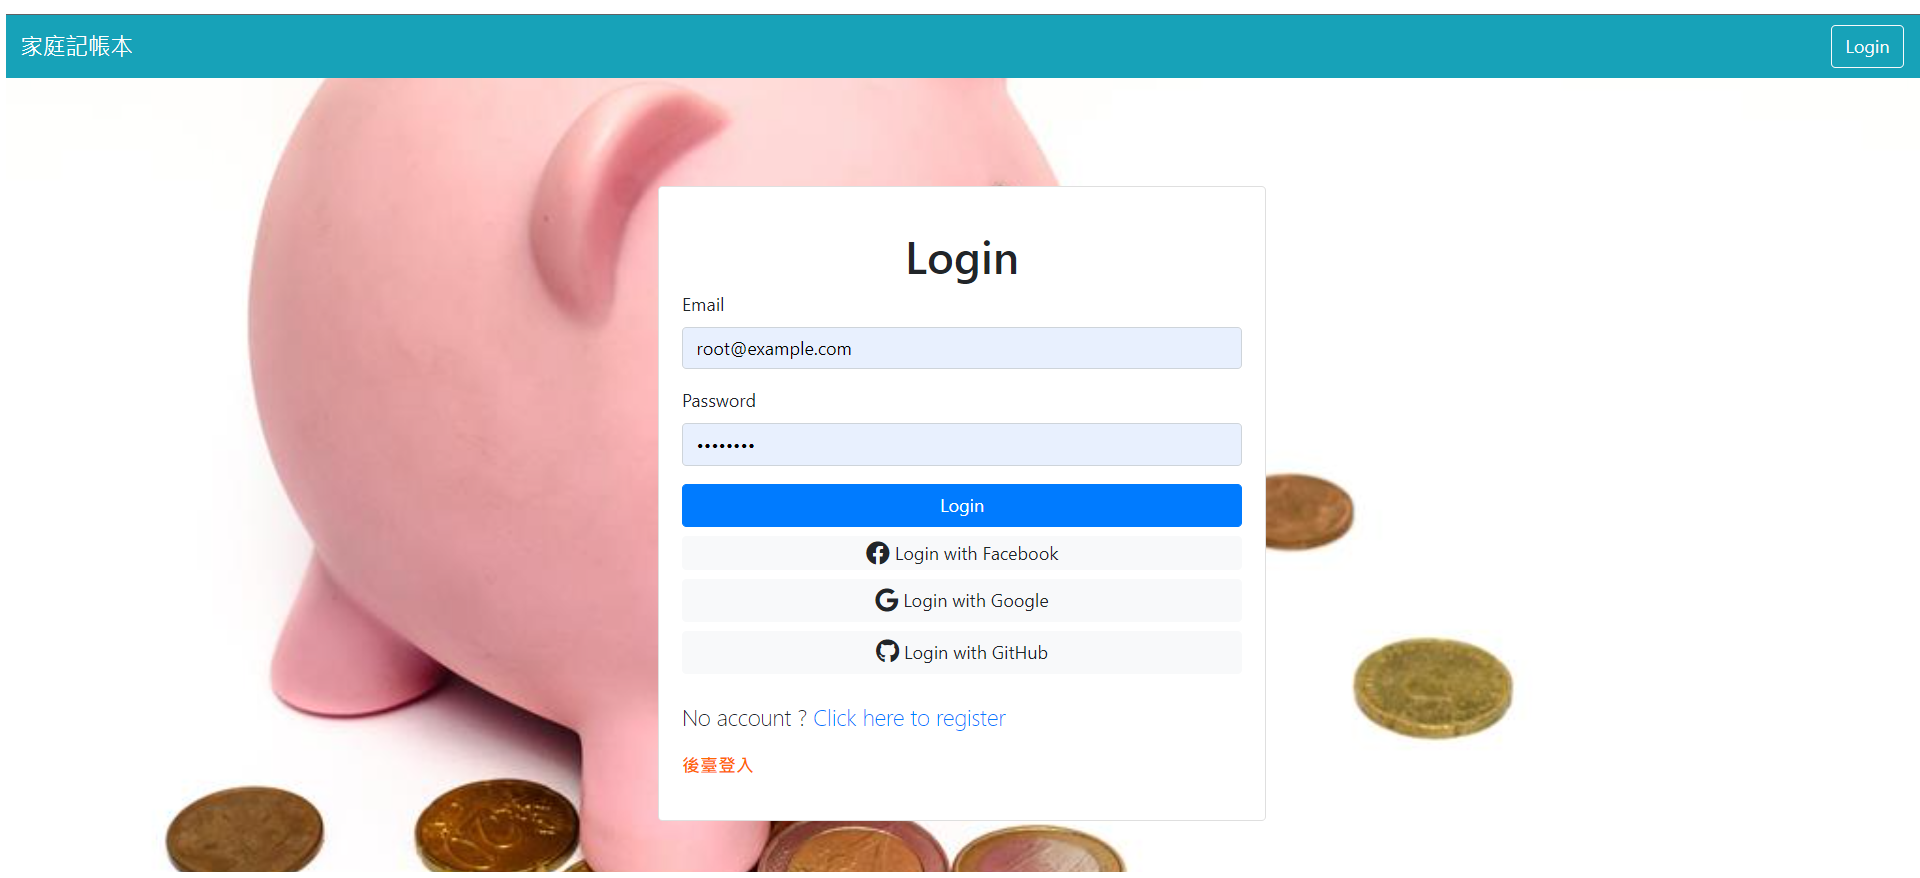 家庭記帳本
Login
Login
Email
root@example.com
Password
••••••••
Login
Login with Facebook
Login with Google
Login with GitHub
No account ? Click here to register
後臺登入